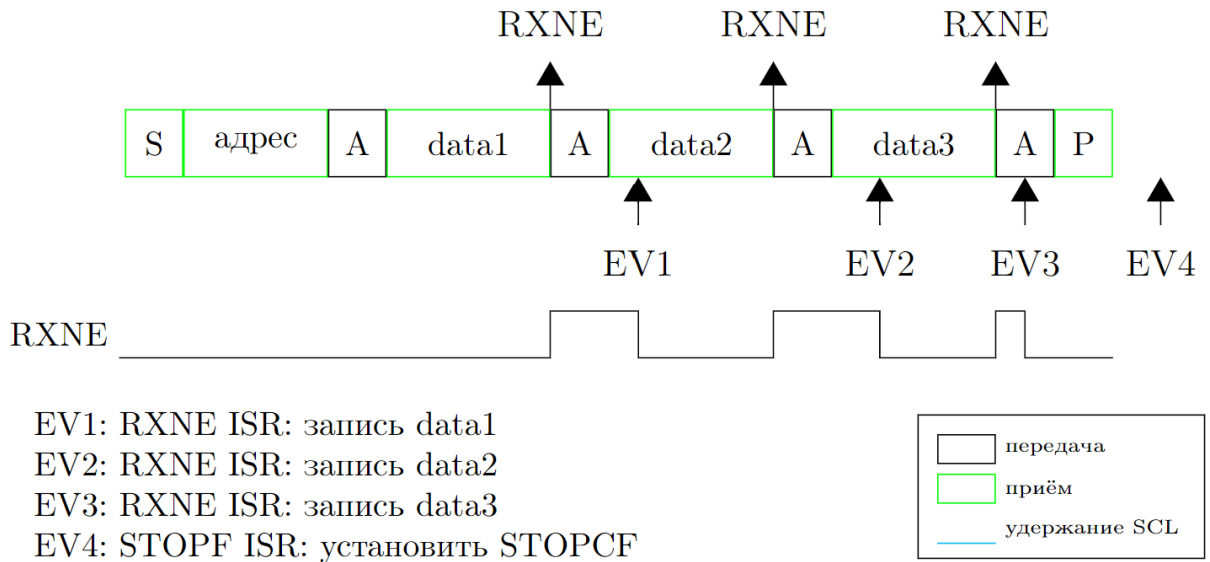 RXNE RXNE RXNE
S адрес A data1 A data2 A data3 A P
EV1 EV2 EV3 EV4
RXNE
EV1: RXNE ISR: запись data1
EV2: RXNE ISR: запись data2
EV3: RXNE ISR: запись data3
EV4: STOPF ISR: установить STOPCF
передача
приём
удержание SCL